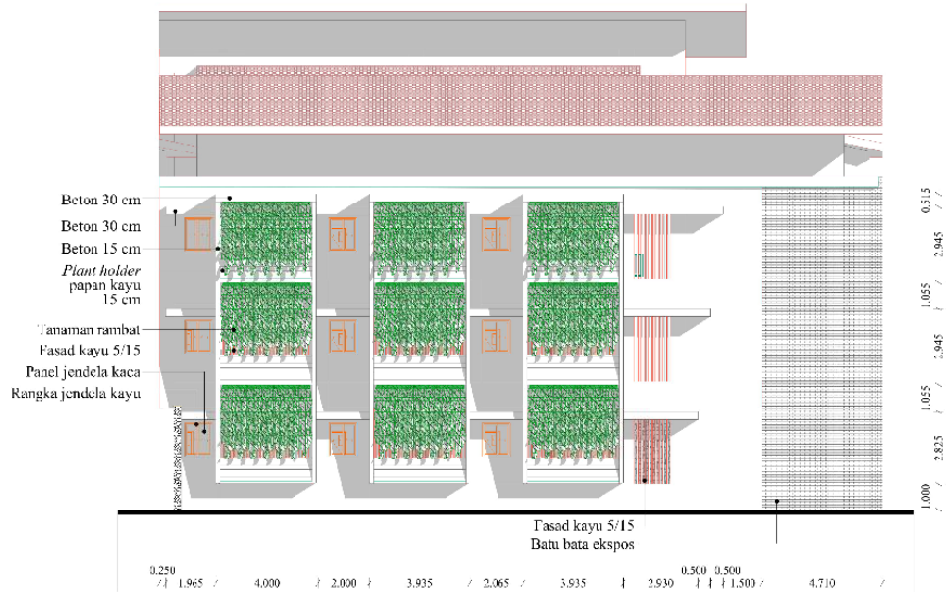 Beton 30 cm
Beton 30 cm
Beton 15 cm
Plant holder
papan kayu
15 cm
Tanaman rambat
Fasad kayu 5/15
Panel jendela kaca
Rangka jendela kayu
Fasad kayu 5/15
Batu bata ekspos
0.515
2.945
1.055
2.945
1.055
2.825
1.000
0.250 0.500 0.500
1.965 4.000 2.000 3.935 2.065 3.935 2.930 1.500 4.710